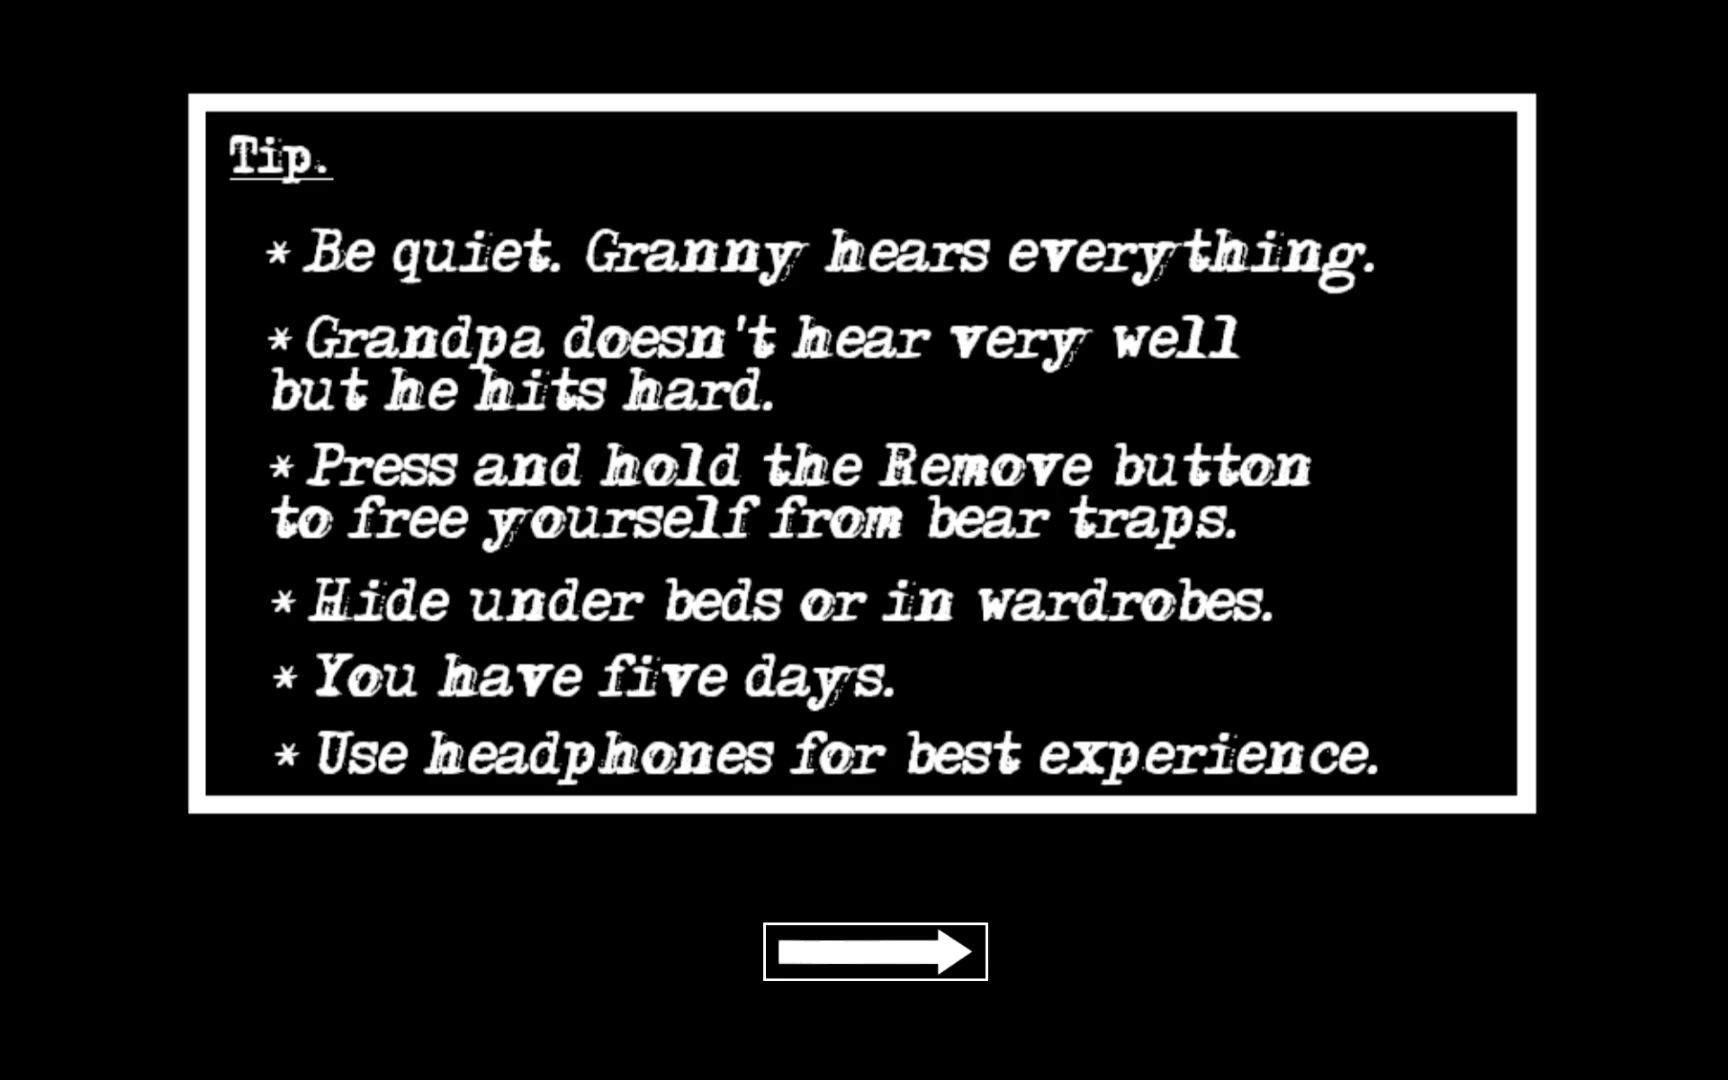 Tip.
* Be quiet. Granny hears everything.
* Grandpa doesn't hear very well
but he hits hard.
* Press and hold the Remove button
to free yourself from bear traps.
* Hide under beds or in wardrobes.
* You have five days.
* Use headphones for best experience.